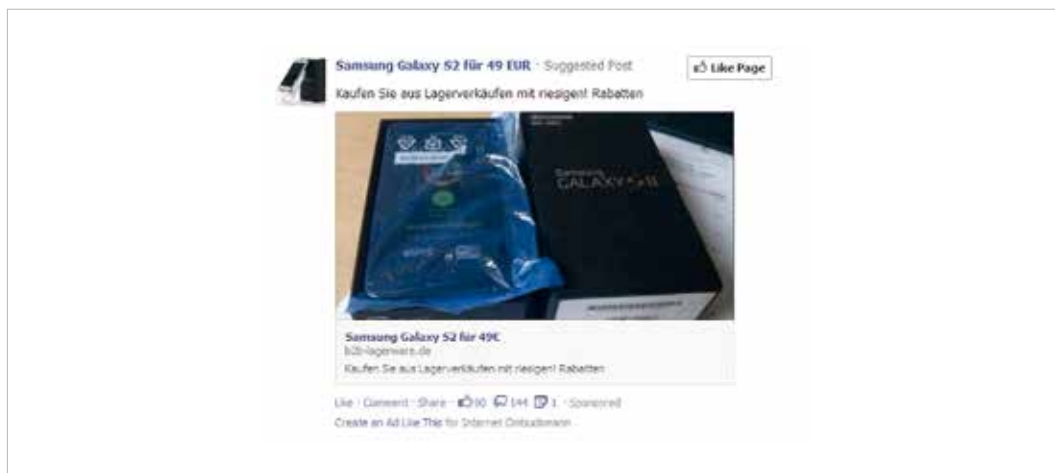 Samsung Galaxy S2 für 49 EUR · Suggested Post
Like Page
Kaufen Sie aus Lagerverkäufen mit riesigen! Rabatten
Samsung
GALAXY S II
Samsung Galaxy S2 für 49€
b2b-lagerware.de
Kaufen Sie aus Lagerverkäufen mit riesigen! Rabatten
Like · Comment · Share · 90 144 1 · Sponsored
Create an Ad Like This for Internet Ombudsmann